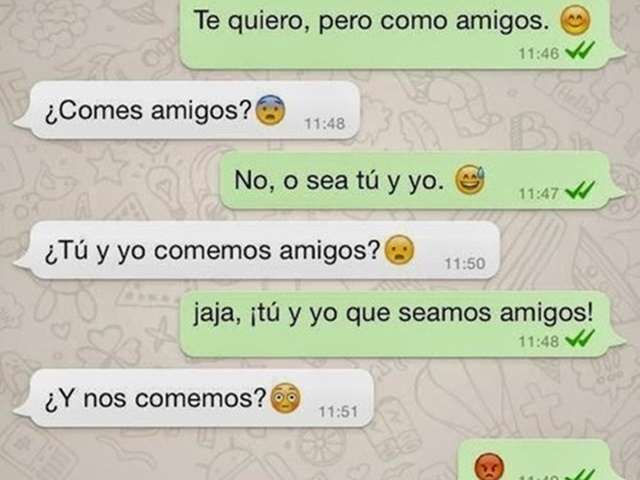 Te quiero, pero como amigos. 😊
11:46
¿Comes amigos?😨
11:48
No, o sea tú y yo. 😅
11:47
¿Tú y yo comemos amigos?😦
11:50
jaja, ¡tú y yo que seamos amigos!
11:48
¿Y nos comemos?😳
11:51
😡